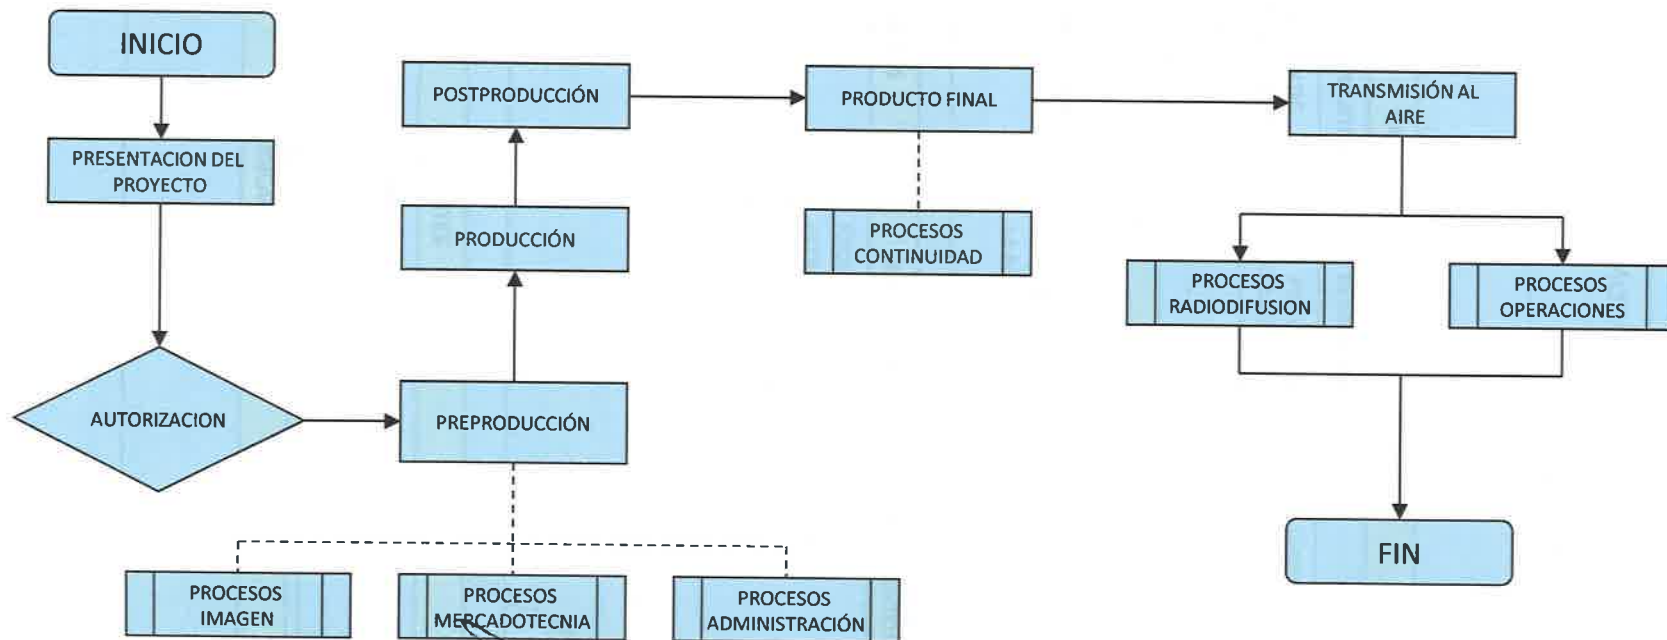 INICIO
PRESENTACION DEL
PROYECTO
AUTORIZACION
PREPRODUCCIÓN
PRODUCCIÓN
POSTPRODUCCIÓN
PRODUCTO FINAL
TRANSMISIÓN AL
AIRE
PROCESOS
CONTINUIDAD
PROCESOS
RADIODIFUSION
PROCESOS
OPERACIONES
FIN
PROCESOS
IMAGEN
PROCESOS
MERCADOTECNIA
PROCESOS
ADMINISTRACIÓN